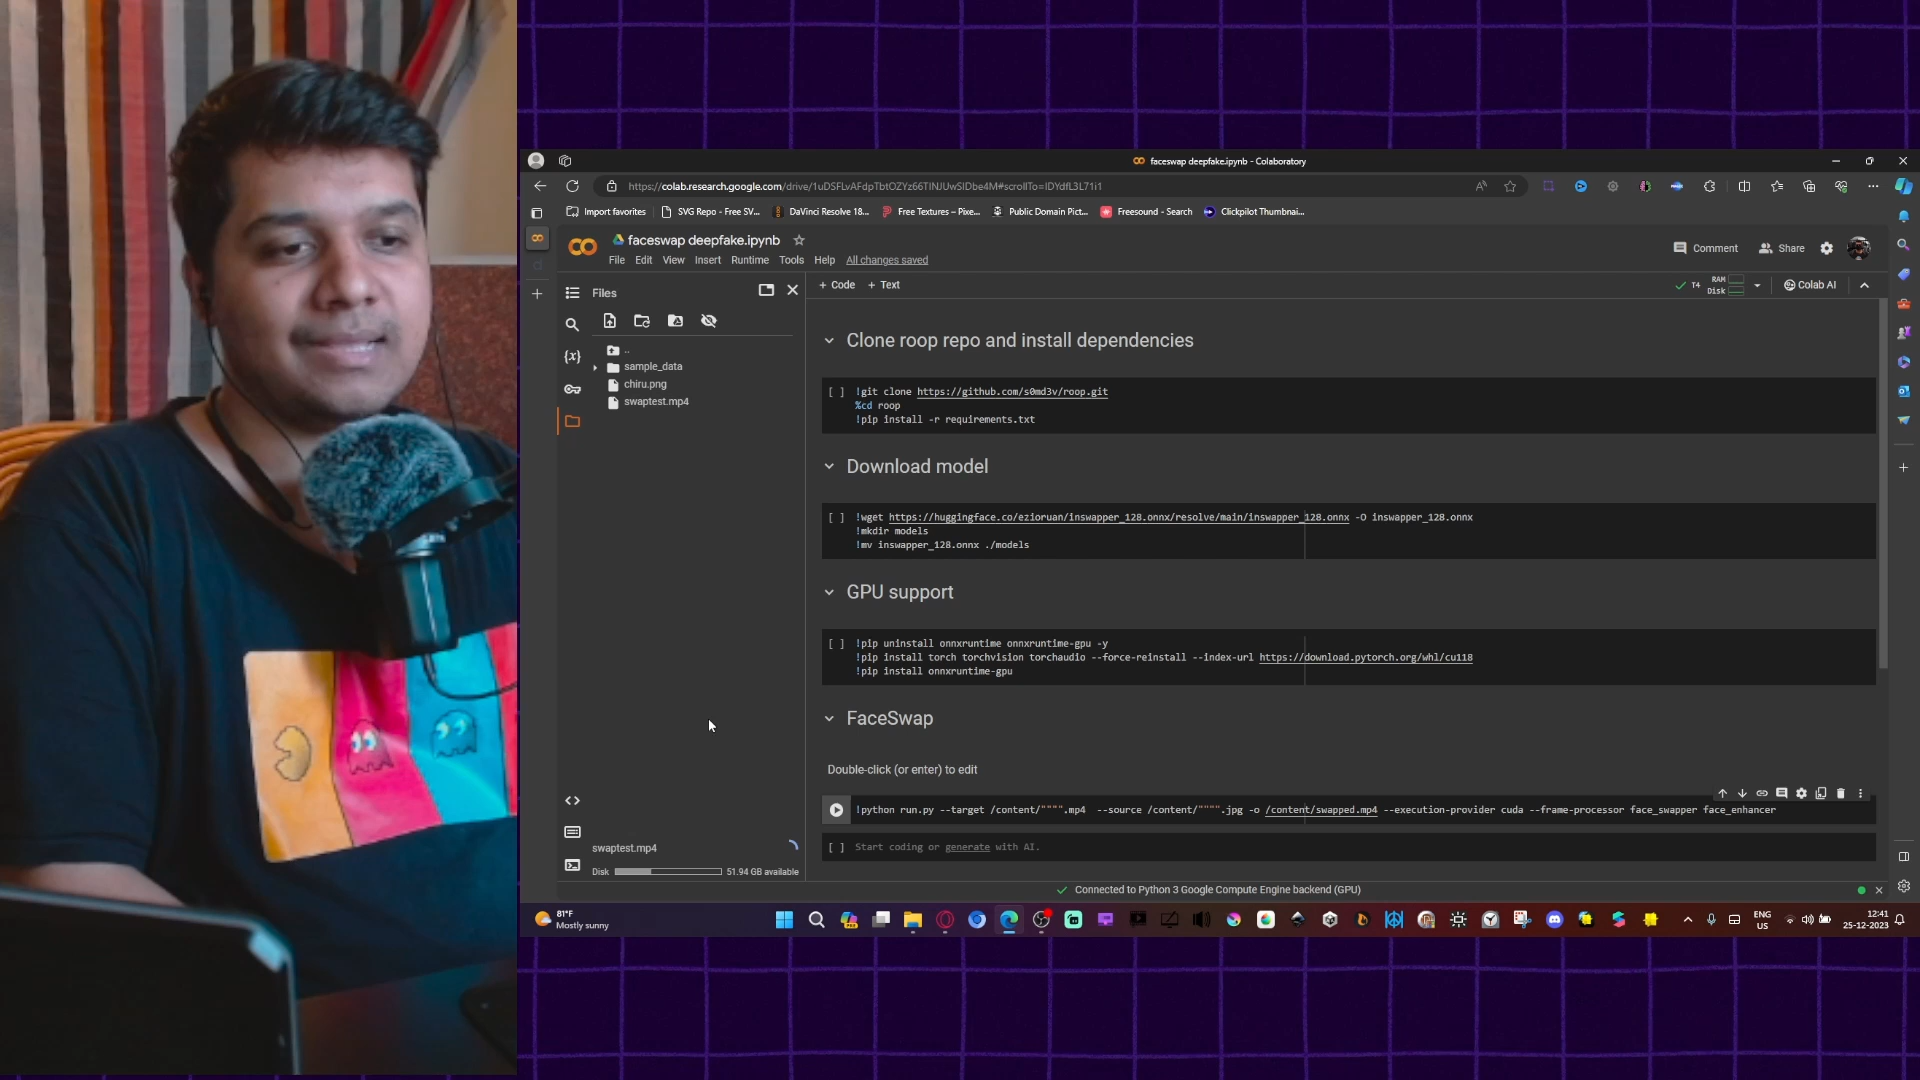 faceswap deepfake.ipynb - Colaboratory
https://colab.research.google.com/drive/1uDSFLvAFdpTbtOZYz66TINJUwSIDbe4M#scrollTo=IDYdfL3L71i1
Import favorites
SVG Repo - Free SV...
DaVinci Resolve 18...
Free Textures – Pixe...
Public Domain Pict...
Freesound - Search
Clickpilot Thumbnai...
faceswap deepfake.ipynb
Comment
Share
File Edit View Insert Runtime Tools Help All changes saved
Files
+ Code + Text
T4
RAM
Disk
Colab AI
..
sample_data
chiru.png
swaptest.mp4
Clone roop repo and install dependencies
[ ] !git clone https://github.com/s0md3v/roop.git
%cd roop
!pip install -r requirements.txt
Download model
[ ] !wget https://huggingface.co/ezioruan/inswapper_128.onnx/resolve/main/inswapper_128.onnx -O inswapper_128.onnx
!mkdir models
!mv inswapper_128.onnx ./models
GPU support
[ ] !pip uninstall onnxruntime onnxruntime-gpu -y
!pip install torch torchvision torchaudio --force-reinstall --index-url https://download.pytorch.org/whl/cu118
!pip install onnxruntime-gpu
FaceSwap
Double-click (or enter) to edit
!python run.py --target /content/"""".mp4 --source /content/"""".jpg -o /content/swapped.mp4 --execution-provider cuda --frame-processor face_swapper face_enhancer
[ ] Start coding or generate with AI.
swaptest.mp4
Disk
51.94 GB available
Connected to Python 3 Google Compute Engine backend (GPU)
81°F
Mostly sunny
ENG
US
12:41
25-12-2023